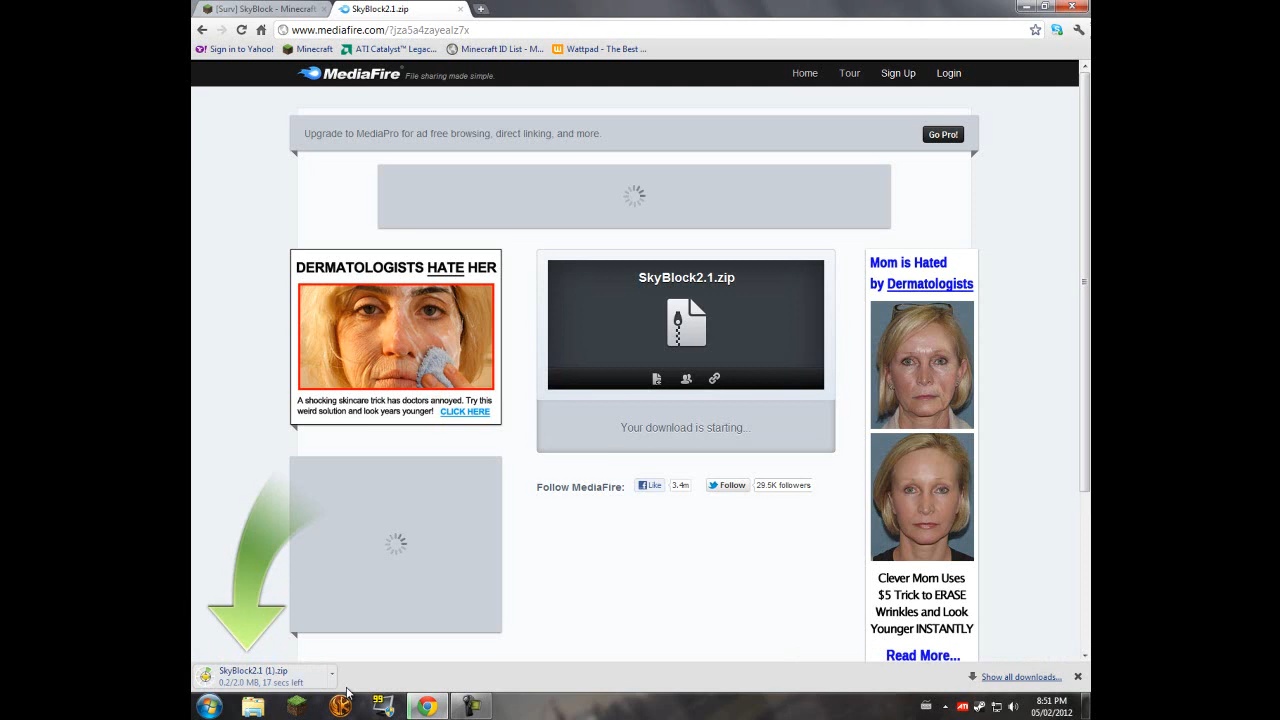 [Surv] SkyBlock - Minecraft
SkyBlock2.1.zip
www.mediafire.com/?jza5a4zayealz7x
Sign in to Yahoo!
Minecraft
ATI Catalyst™ Legac...
Minecraft ID List - M...
Wattpad - The Best ...
MediaFire
File sharing made simple.
Home
Tour
Sign Up
Login
Upgrade to MediaPro for ad free browsing, direct linking, and more.
Go Pro!
DERMATOLOGISTS HATE HER
A shocking skincare trick has doctors annoyed. Try this
weird solution and look years younger! CLICK HERE
SkyBlock2.1.zip
Your download is starting...
Follow MediaFire:
Like
3.4m
Follow
29.5K followers
Mom is Hated
by Dermatologists
Clever Mom Uses
$5 Trick to ERASE
Wrinkles and Look
Younger INSTANTLY
Read More...
SkyBlock2.1 (1).zip
0.2/2.0 MB, 17 secs left
Show all downloads...
99
ATI
8:51 PM
05/02/2012